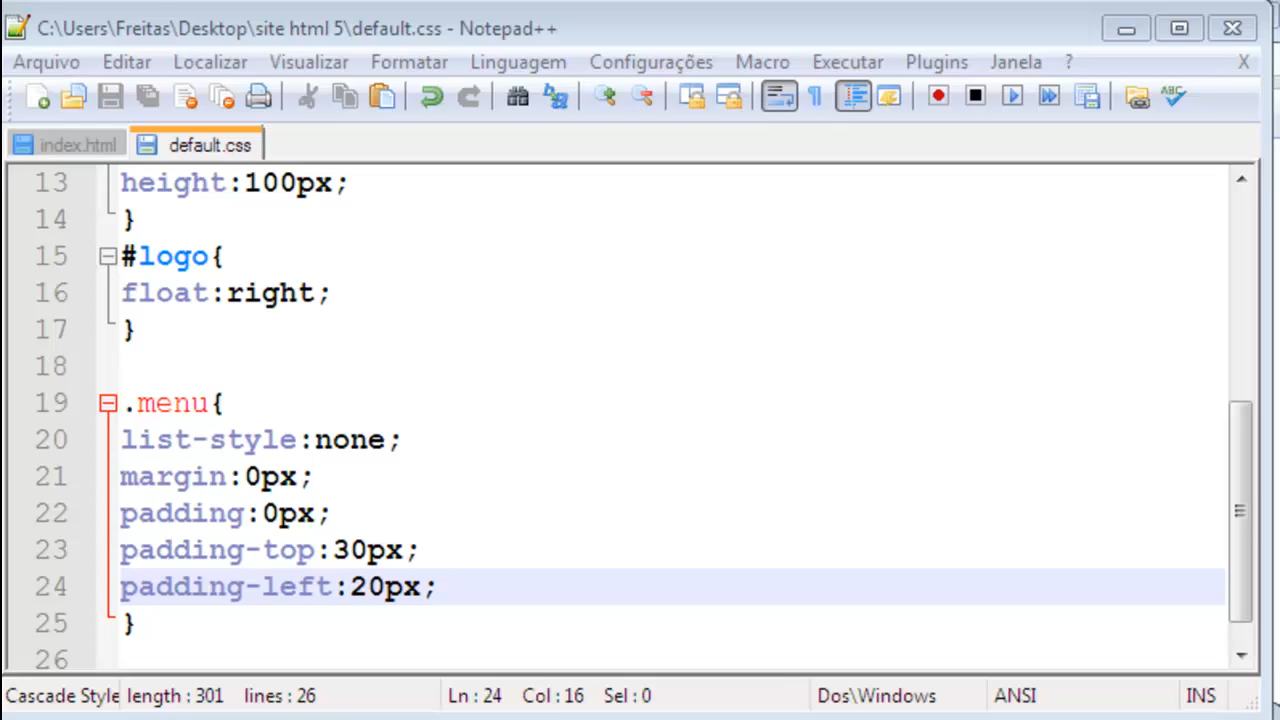 C:\Users\Freitas\Desktop\site html 5\default.css - Notepad++
Arquivo Editar Localizar Visualizar Formatar Linguagem Configurações Macro Executar Plugins Janela ? X
index.html default.css
13 height:100px;
14 }
15 #logo{
16 float:right;
17 }
18
19 .menu{
20 list-style:none;
21 margin:0px;
22 padding:0px;
23 padding-top:30px;
24 padding-left:20px;
25 }
26
Cascade Style length : 301 lines : 26 Ln : 24 Col : 16 Sel : 0 Dos\Windows ANSI INS